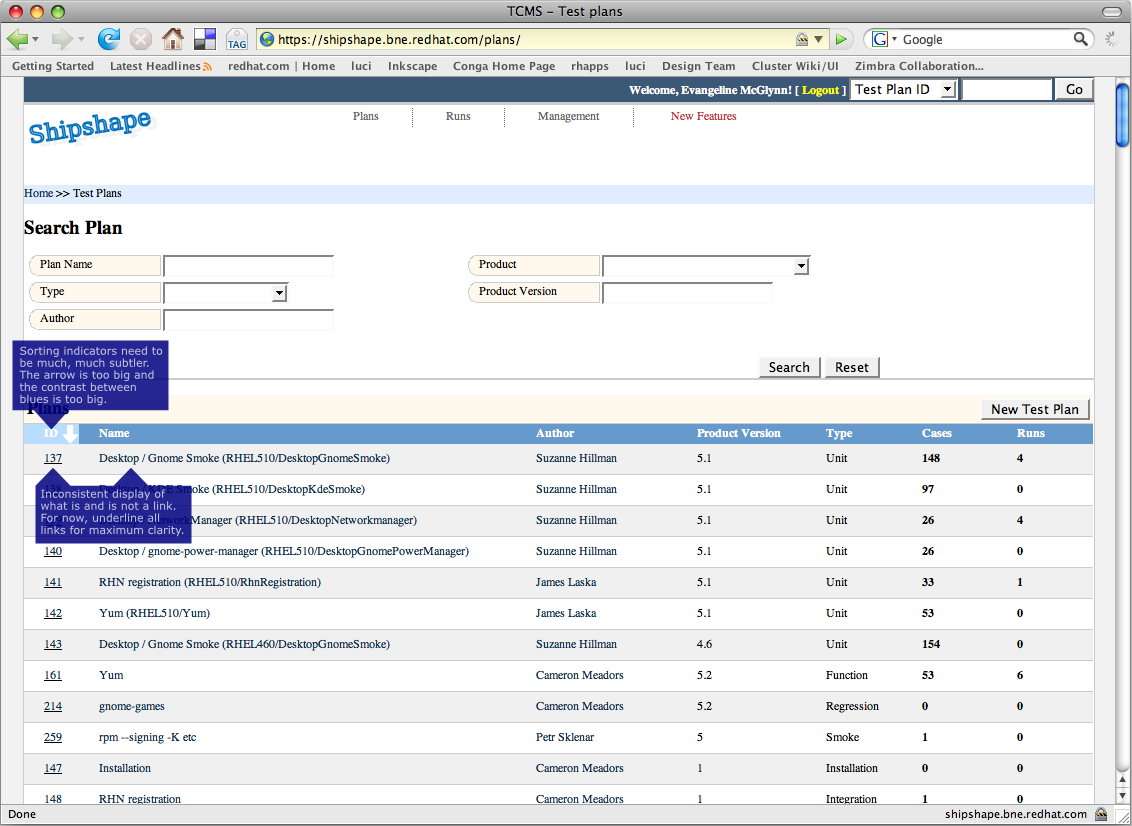 TCMS – Test plans
TAG https://shipshape.bne.redhat.com/plans/ G Google
Getting Started Latest Headlines redhat.com | Home luci Inkscape Conga Home Page rhapps luci Design Team Cluster Wiki/UI Zimbra Collaboration...
Welcome, Evangeline McGlynn! [ Logout ] Test Plan ID Go
Shipshape
Plans Runs Management New Features
Home >> Test Plans
Search Plan
Plan Name Product
Type Product Version
Author
Sorting indicators need to
be much, much subtler.
The arrow is too big and
the contrast between
blues is too big.
Search Reset
Plans New Test Plan
ID Name Author Product Version Type Cases Runs
137 Desktop / Gnome Smoke (RHEL510/DesktopGnomeSmoke) Suzanne Hillman 5.1 Unit 148 4
138 Desktop / KDE Smoke (RHEL510/DesktopKdeSmoke) Suzanne Hillman 5.1 Unit 97 0
Inconsistent display of
what is and is not a link.
For now, underline all
links for maximum clarity.
(RHEL510/DesktopNetworkmanager) Suzanne Hillman 5.1 Unit 26 4
140 Desktop / gnome-power-manager (RHEL510/DesktopGnomePowerManager) Suzanne Hillman 5.1 Unit 26 0
141 RHN registration (RHEL510/RhnRegistration) James Laska 5.1 Unit 33 1
142 Yum (RHEL510/Yum) James Laska 5.1 Unit 53 0
143 Desktop / Gnome Smoke (RHEL460/DesktopGnomeSmoke) Suzanne Hillman 4.6 Unit 154 0
161 Yum Cameron Meadors 5.2 Function 53 6
214 gnome-games Cameron Meadors 5.2 Regression 0 0
259 rpm --signing -K etc Petr Sklenar 5 Smoke 1 0
147 Installation Cameron Meadors 1 Installation 0 0
148 RHN registration Cameron Meadors 1 Integration 1 0
Done shipshape.bne.redhat.com